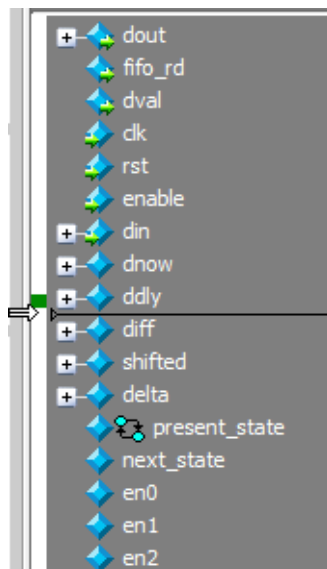 dout
fifo_rd
dval
clk
rst
enable
din
dnow
ddly
diff
shifted
delta
present_state
next_state
en0
en1
en2